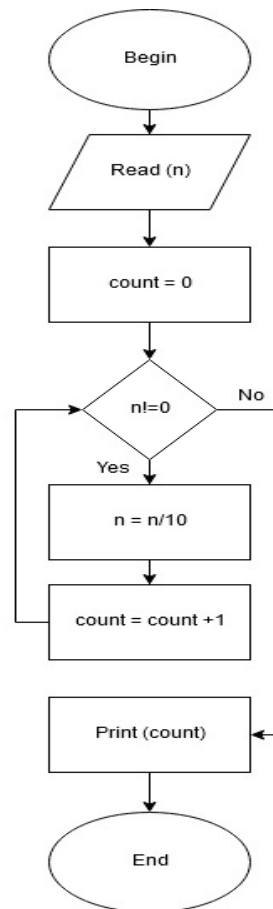 Begin
Read (n)
count = 0
n!=0
No
Yes
n = n/10
count = count +1
Print (count)
End